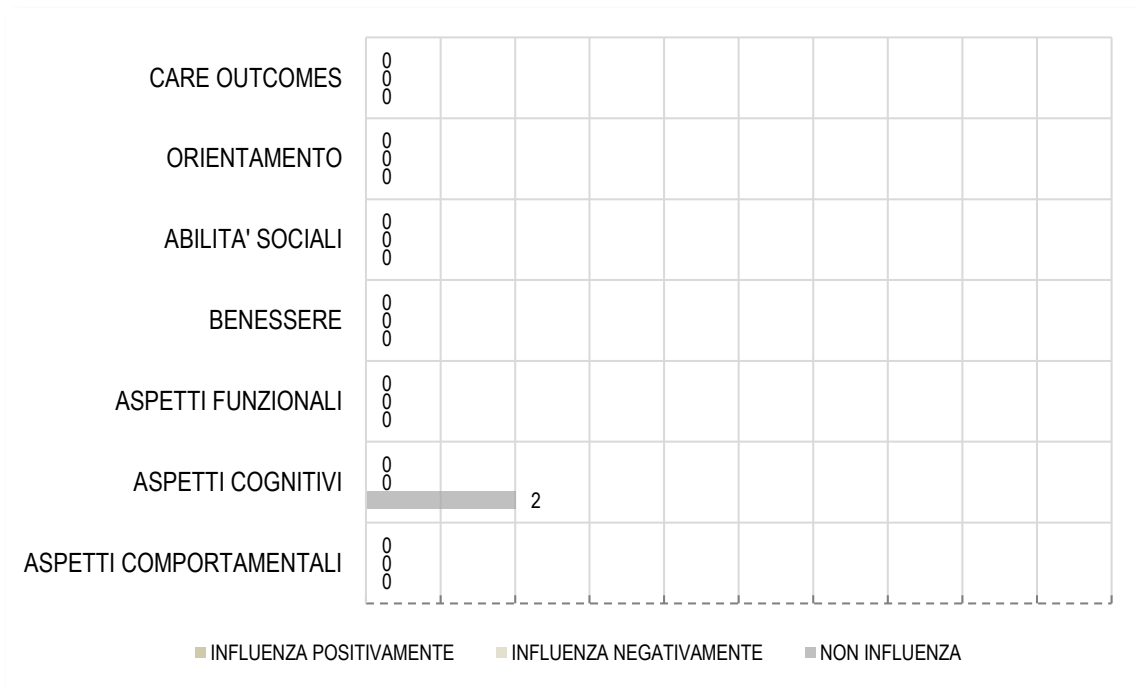 CARE OUTCOMES
0
0
0
ORIENTAMENTO
0
0
0
ABILITA' SOCIALI
0
0
0
BENESSERE
0
0
0
ASPETTI FUNZIONALI
0
0
0
ASPETTI COGNITIVI
0
0
2
ASPETTI COMPORTAMENTALI
0
0
0
INFLUENZA POSITIVAMENTE INFLUENZA NEGATIVAMENTE NON INFLUENZA